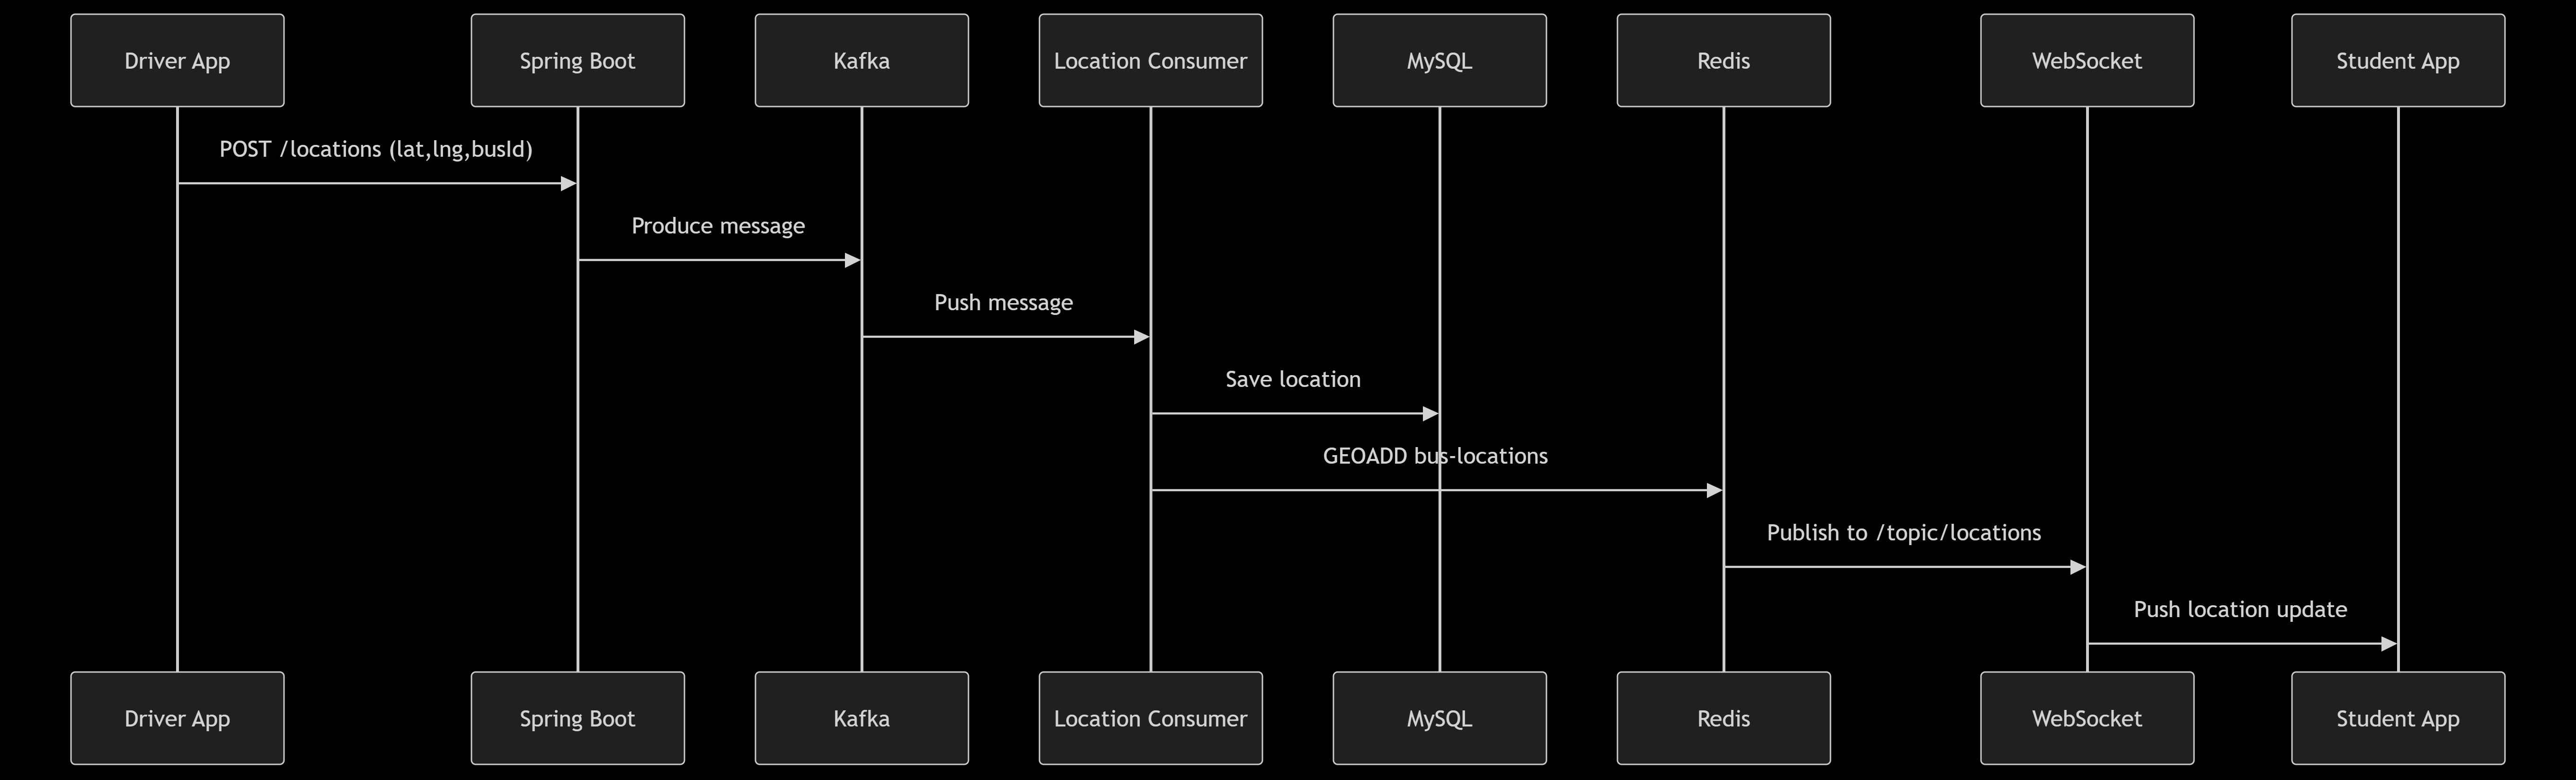 Driver App
Spring Boot
Kafka
Location Consumer
MySQL
Redis
WebSocket
Student App
POST /locations (lat,lng,busId)
Produce message
Push message
Save location
GEOADD bus-locations
Publish to /topic/locations
Push location update
Driver App
Spring Boot
Kafka
Location Consumer
MySQL
Redis
WebSocket
Student App